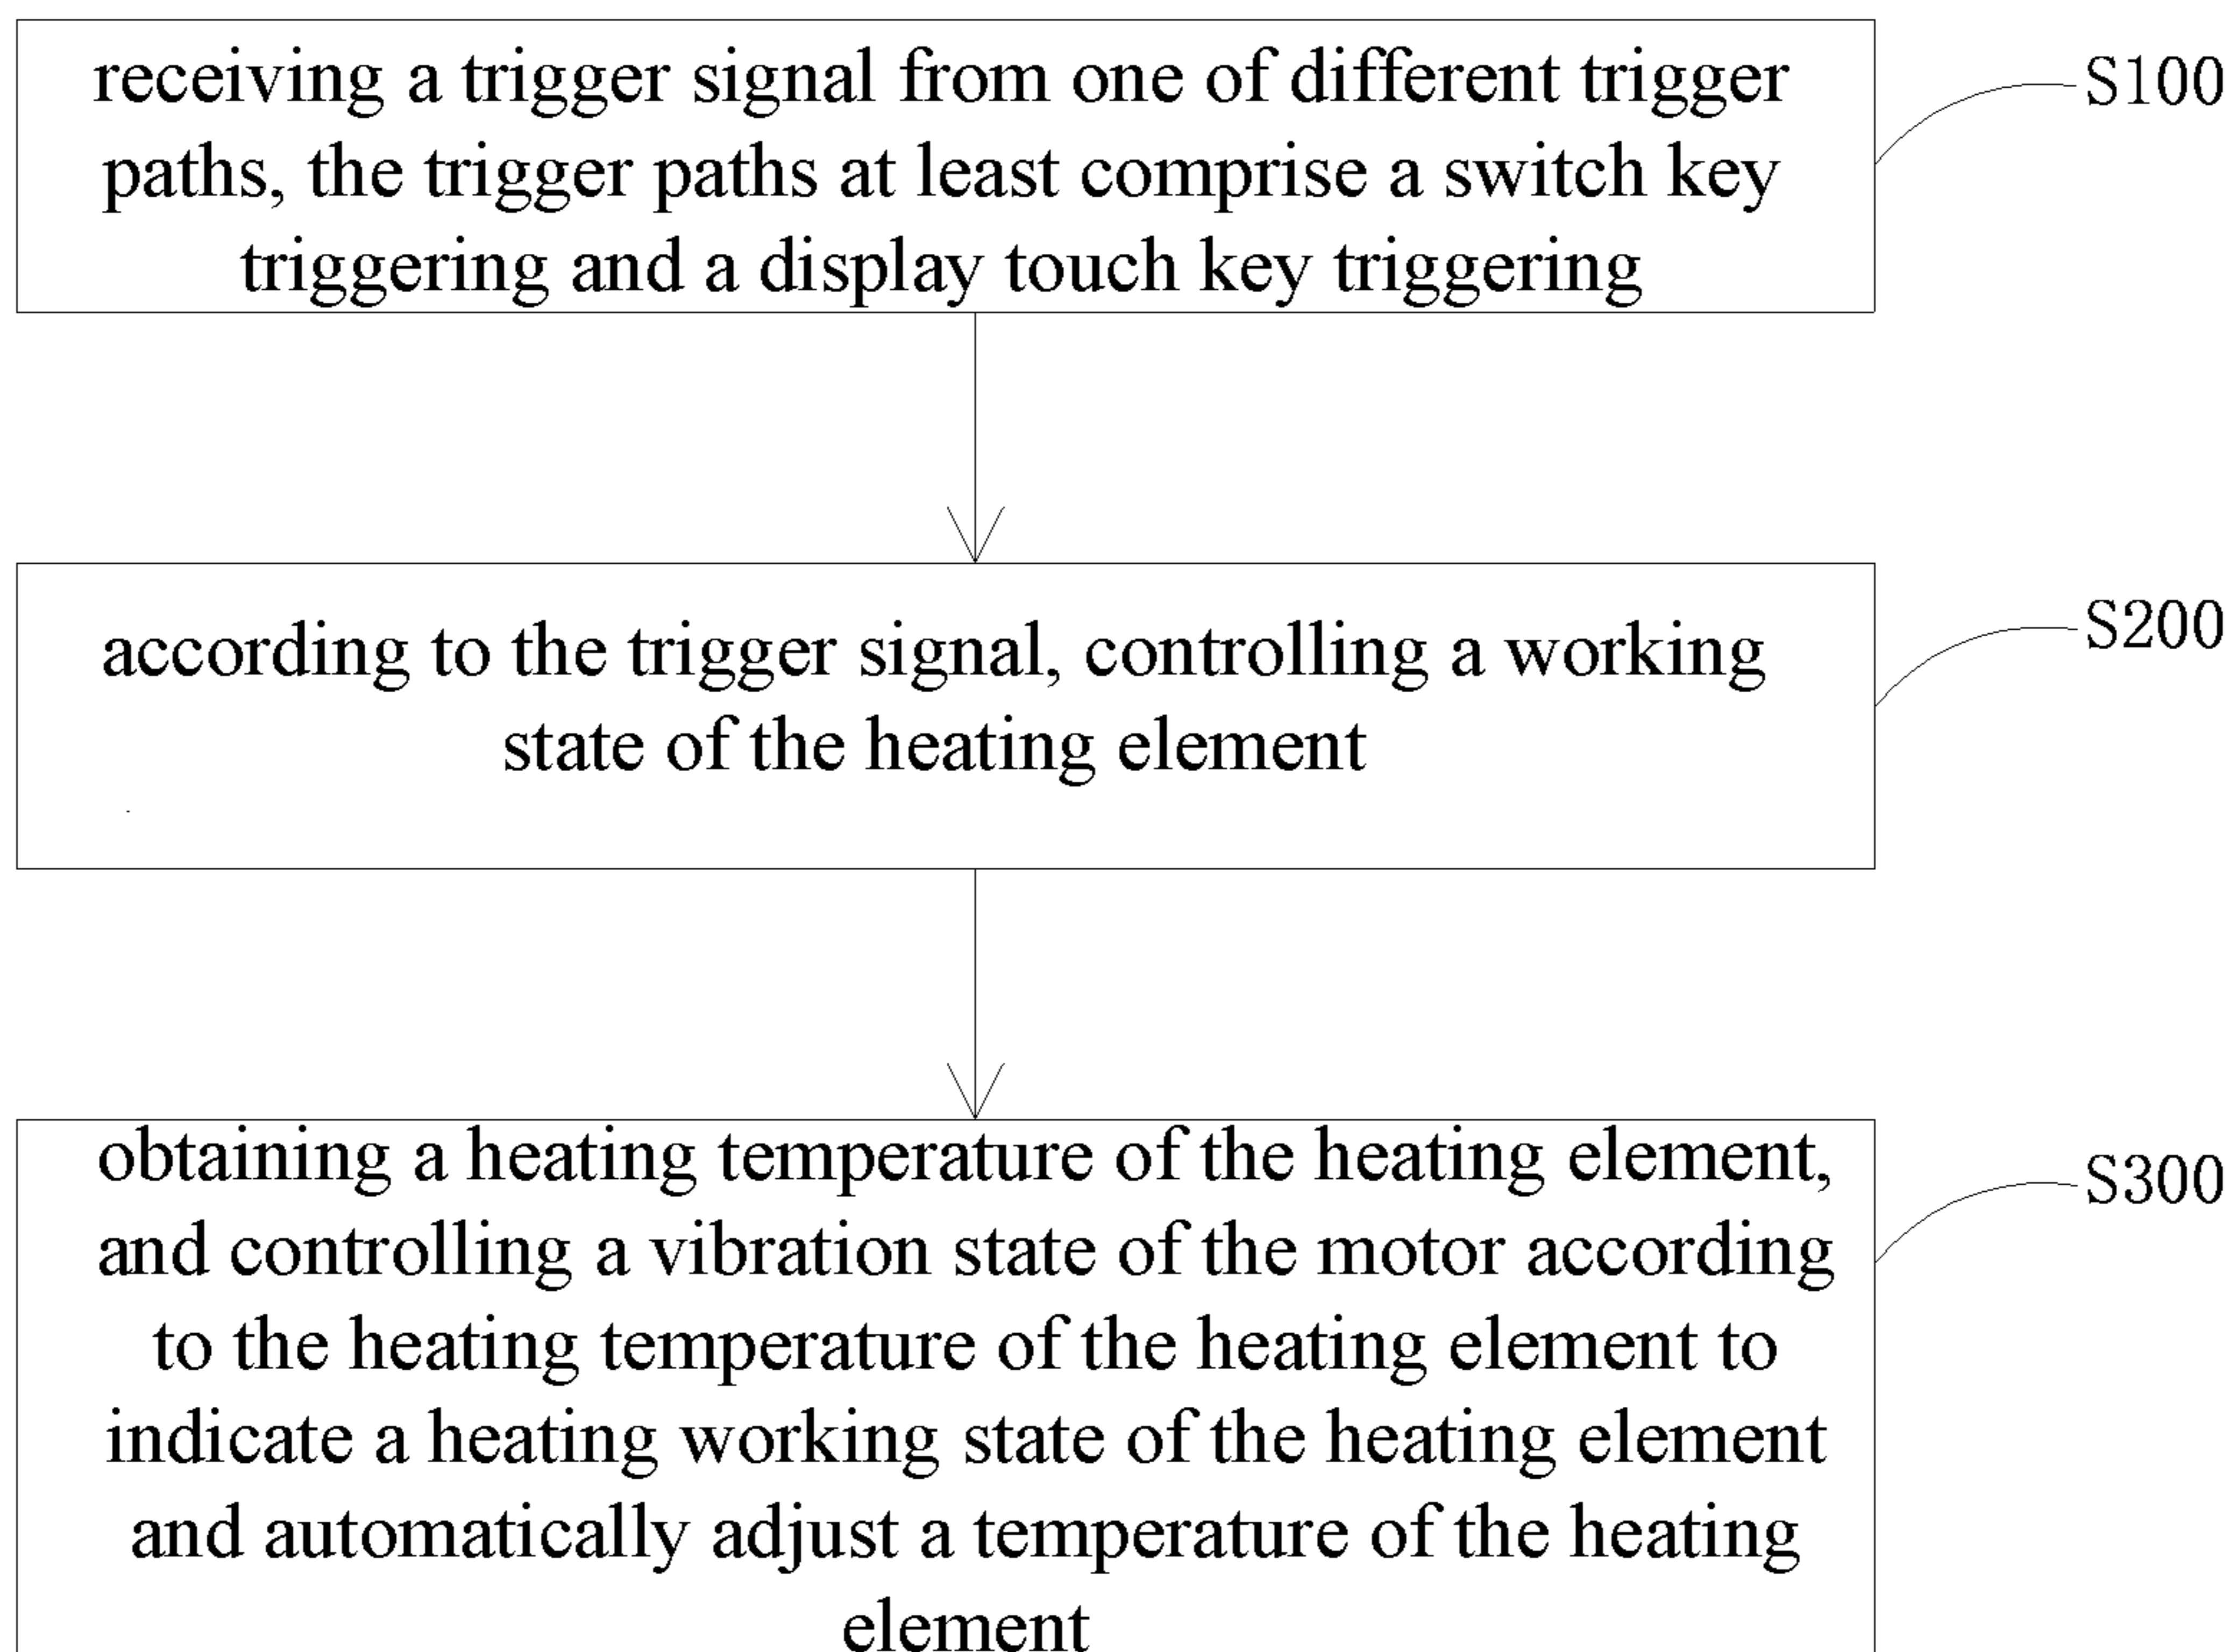 receiving a trigger signal from one of different trigger
paths, the trigger paths at least comprise a switch key
triggering and a display touch key triggering
S100
according to the trigger signal, controlling a working
state of the heating element
S200
obtaining a heating temperature of the heating element,
and controlling a vibration state of the motor according
to the heating temperature of the heating element to
indicate a heating working state of the heating element
and automatically adjust a temperature of the heating
element
S300